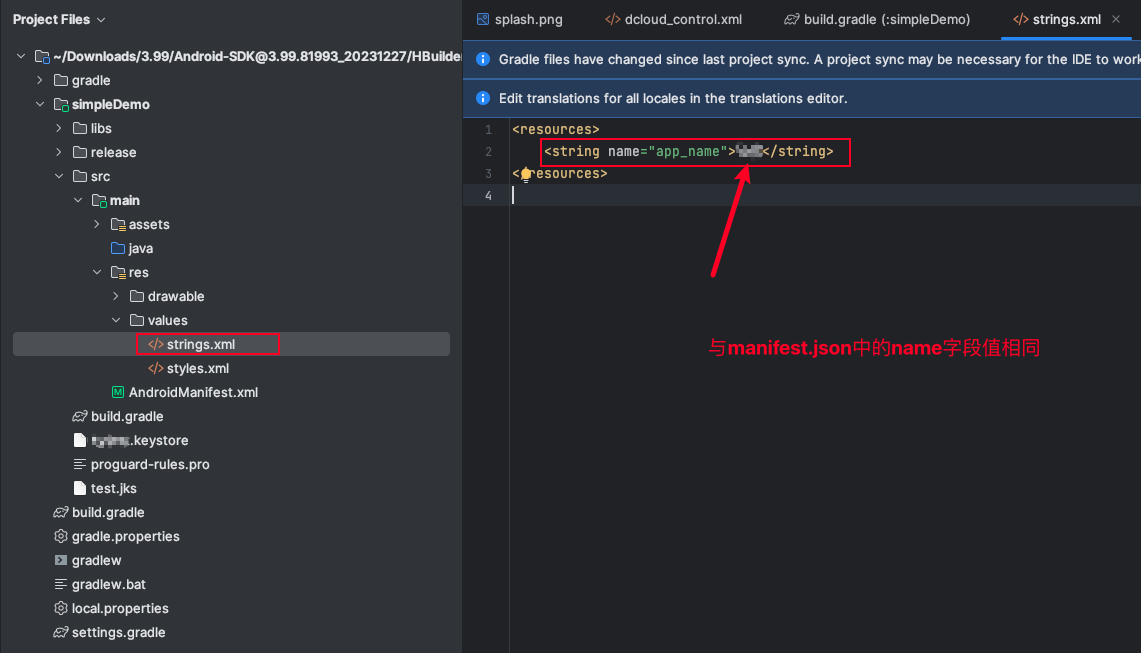 Project Files
~/Downloads/3.99/Android-SDK@3.99.81993_20231227/HBuilder
gradle
simpleDemo
libs
release
src
main
assets
java
res
drawable
values
strings.xml
styles.xml
AndroidManifest.xml
build.gradle
.keystore
proguard-rules.pro
test.jks
build.gradle
gradle.properties
gradlew
gradlew.bat
local.properties
settings.gradle
splash.png dcloud_control.xml build.gradle (:simpleDemo) strings.xml
Gradle files have changed since last project sync. A project sync may be necessary for the IDE to work
Edit translations for all locales in the translations editor.
1 <resources>
2 <string name="app_name"></string>
3 </resources>
4
与manifest.json中的name字段值相同